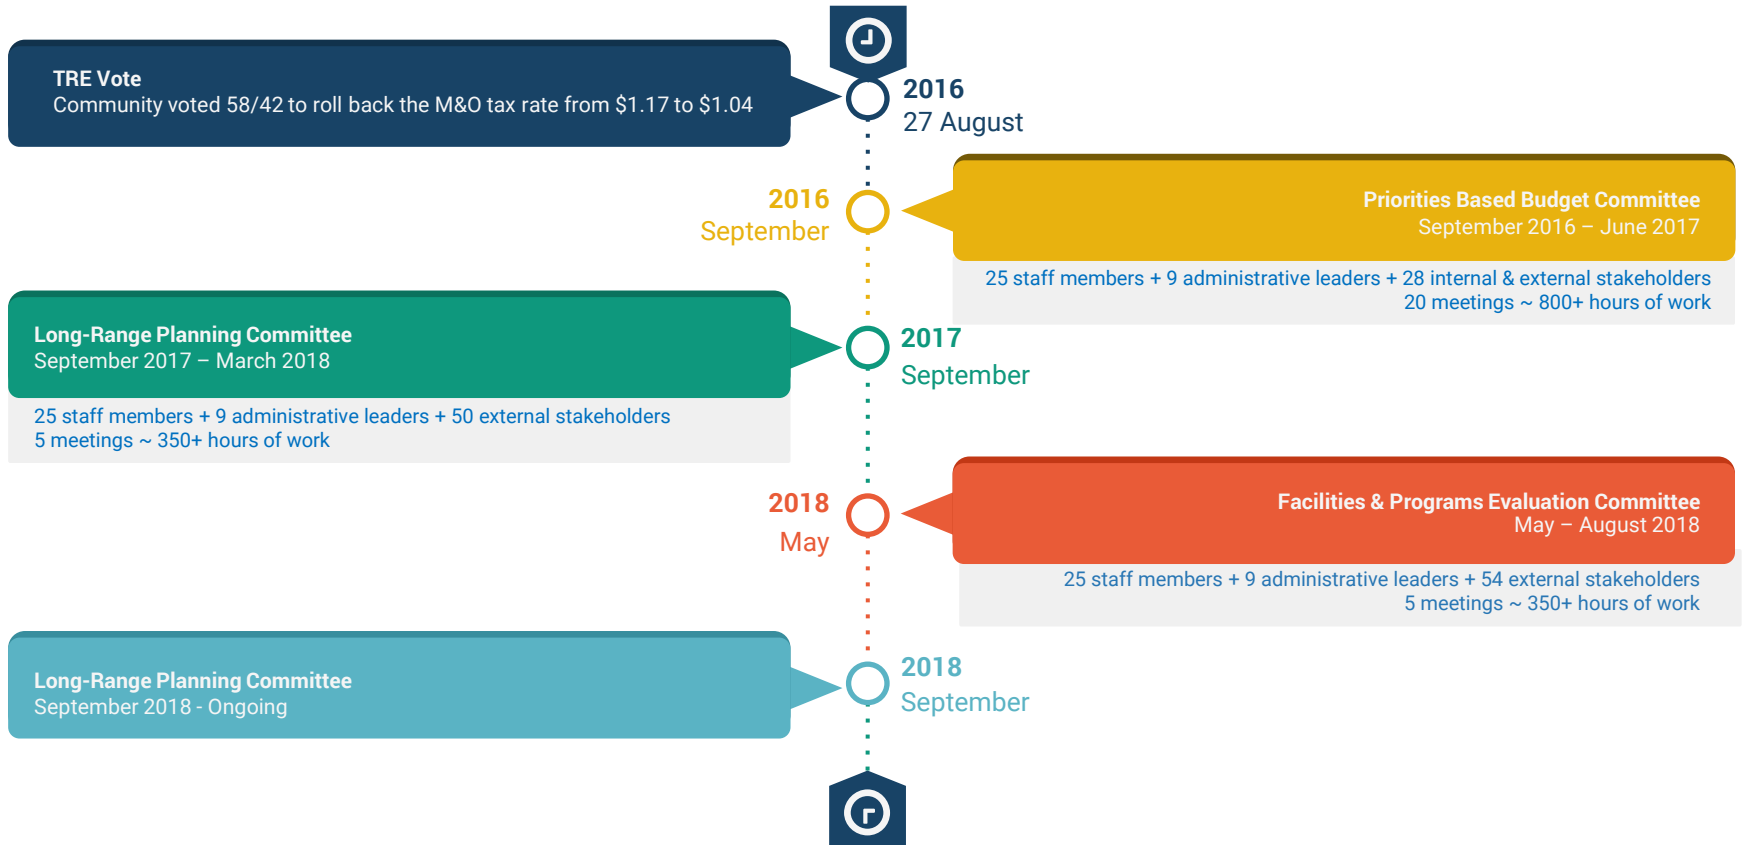 TRE Vote
Community voted 58/42 to roll back the M&O tax rate from $1.17 to $1.04
2016
27 August
2016
September
Priorities Based Budget Committee
September 2016 – June 2017
25 staff members + 9 administrative leaders + 28 internal & external stakeholders
20 meetings ~ 800+ hours of work
Long-Range Planning Committee
September 2017 – March 2018
25 staff members + 9 administrative leaders + 50 external stakeholders
5 meetings ~ 350+ hours of work
2017
September
2018
May
Facilities & Programs Evaluation Committee
May – August 2018
25 staff members + 9 administrative leaders + 54 external stakeholders
5 meetings ~ 350+ hours of work
Long-Range Planning Committee
September 2018 - Ongoing
2018
September